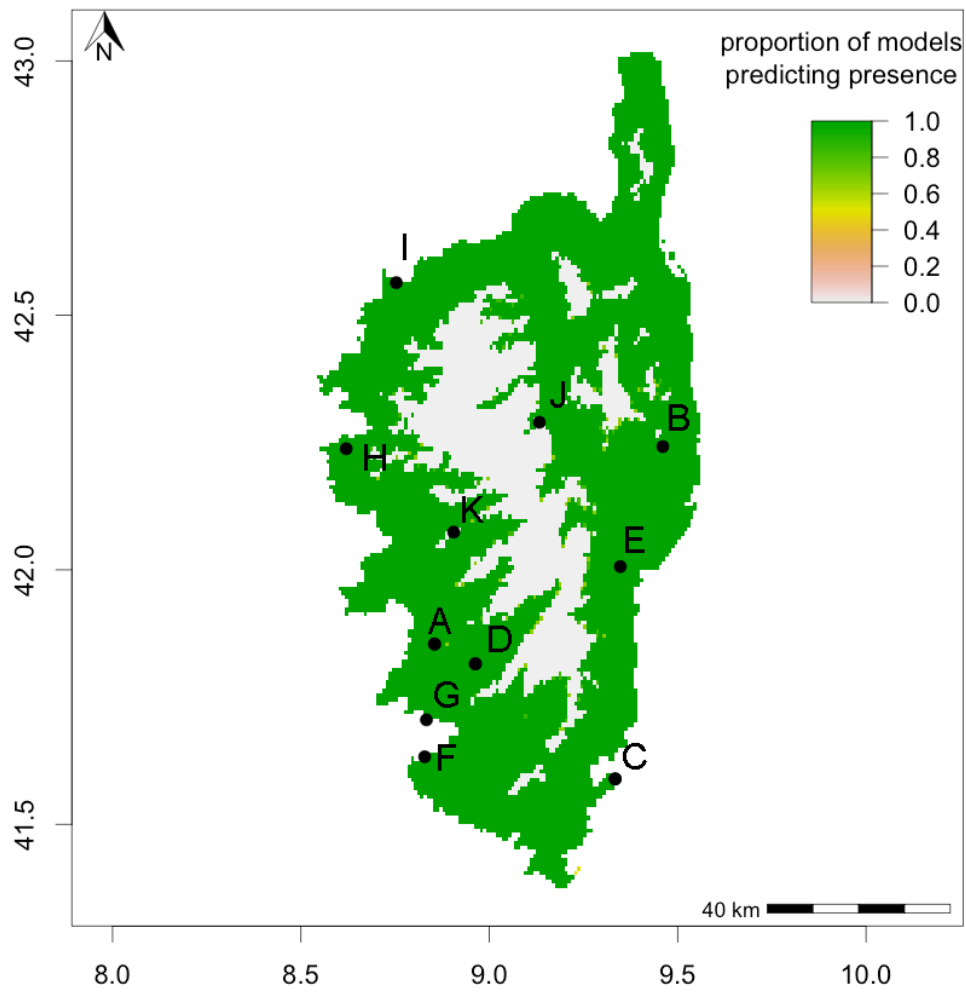 N
proportion of models
predicting presence
1.0
0.8
0.6
0.4
0.2
0.0
43.0
42.5
42.0
41.5
I
J
B
H
K
E
A
D
G
F
C
40 km
8.0 8.5 9.0 9.5 10.0